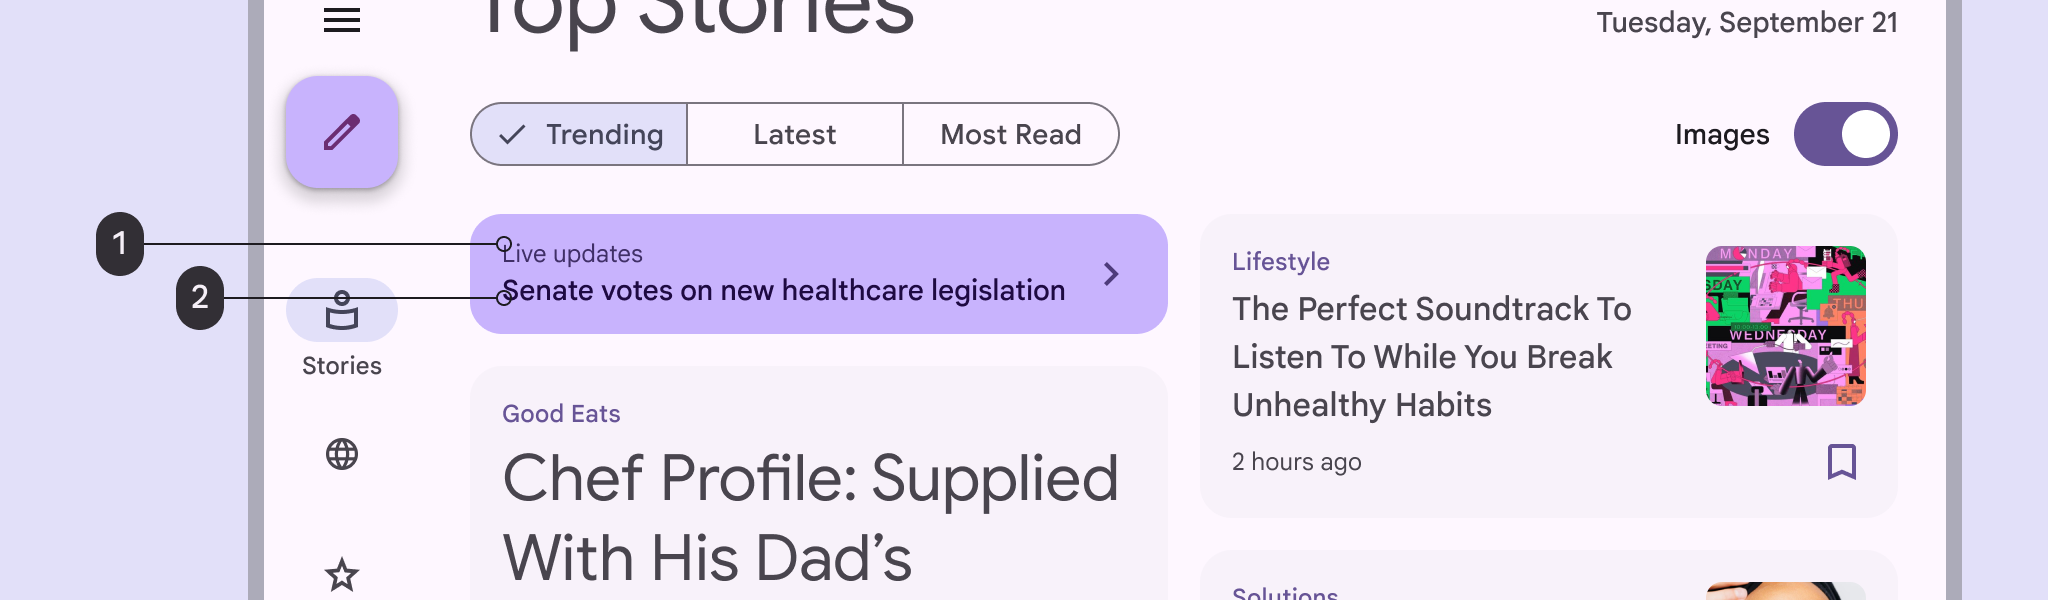 Top Stories
Tuesday, September 21
Trending
Latest
Most Read
Images
1
2
Live updates
Senate votes on new healthcare legislation
Stories
Good Eats
Chef Profile: Supplied
With His Dad’s
Lifestyle
The Perfect Soundtrack To
Listen To While You Break
Unhealthy Habits
2 hours ago
MONDAY
SDAY
THU
WEDNESDAY
EETING
Solutions